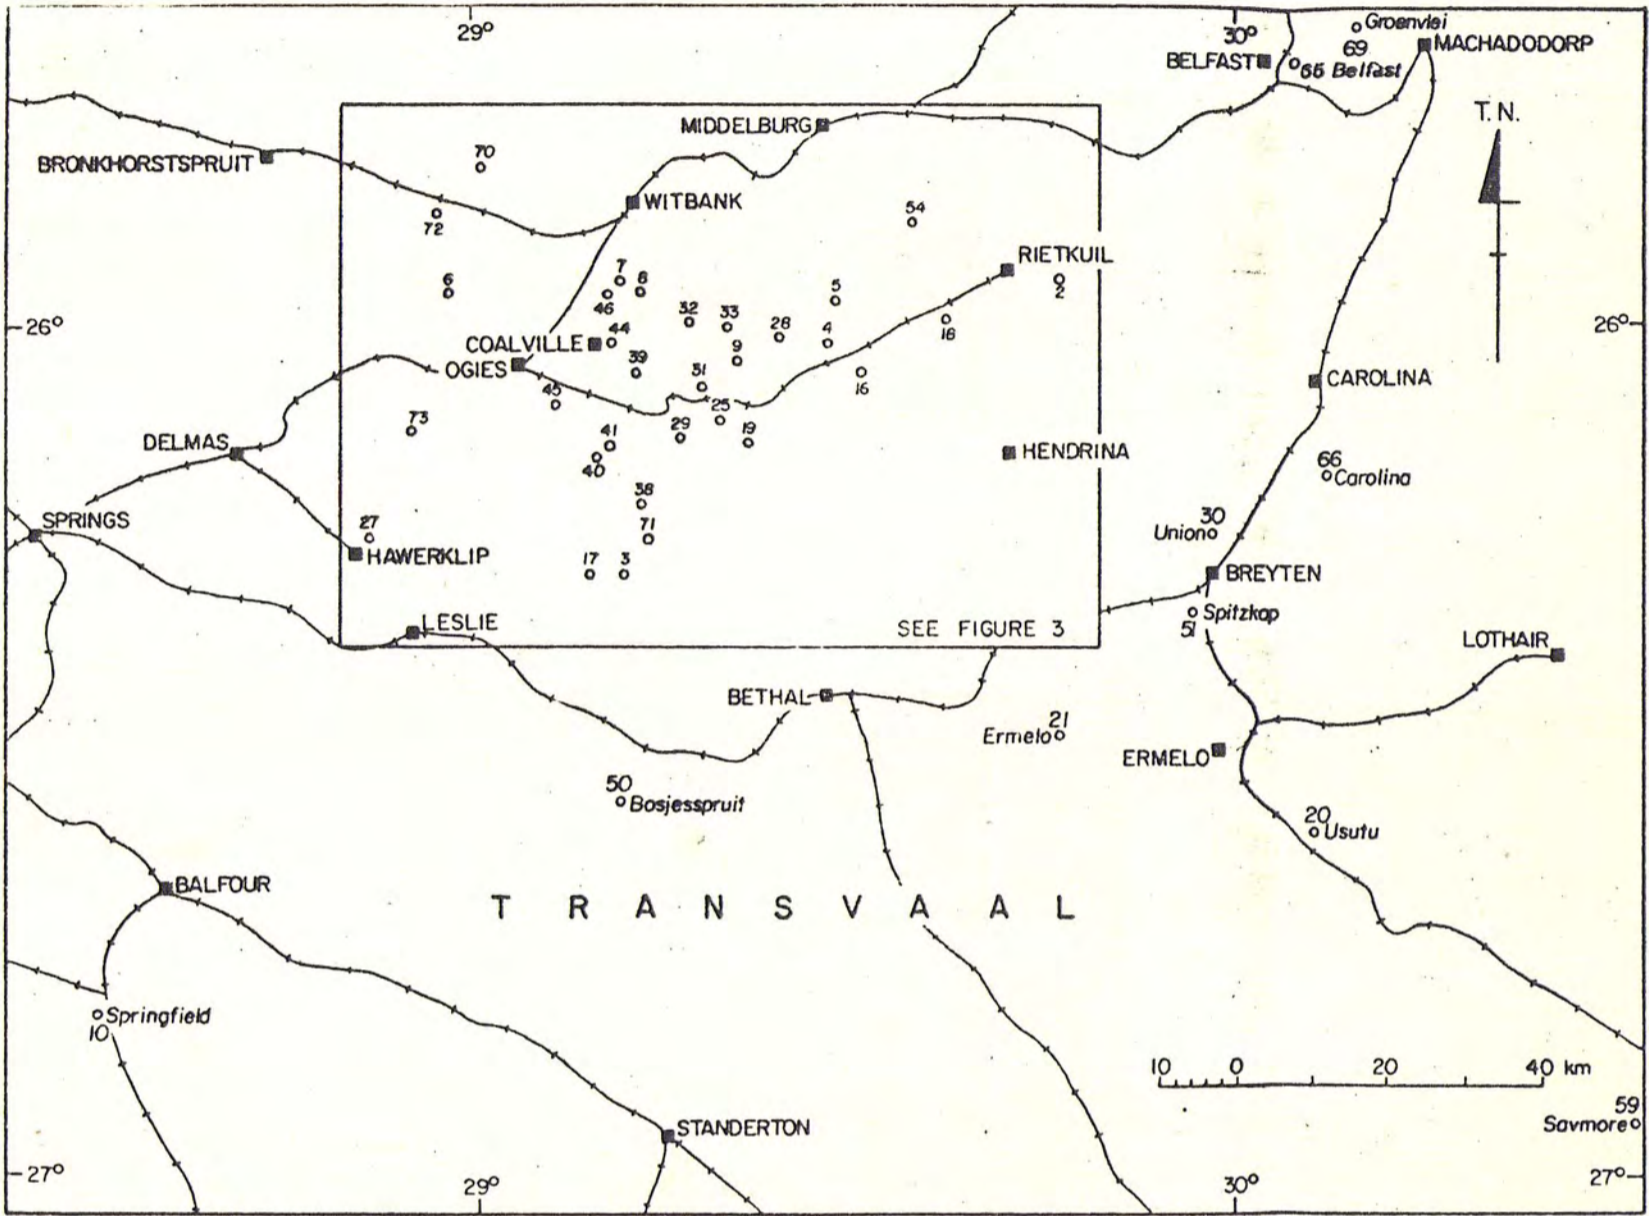 29°
30°
Groenvlei
69
MACHADODORP
BELFAST
65 Belfast
T.N.
MIDDELBURG
BRONKHORSTSPRUIT
70
WITBANK
72
54
RIETKUIL
2
6
7
8
46
5
32
33
28
4
16
26°
26°
44
COALVILLE
9
OGIES
39
31
16
CAROLINA
45
25
73
41
29
19
DELMAS
40
HENDRINA
66
Carolina
38
SPRINGS
27
71
30
Union
HAWERKLIP
17
3
BREYTEN
Spitzkop
51
LESLIE
SEE FIGURE 3
LOTHAIR
BETHAL
21
Ermelo
ERMELO
50
Bosjesspruit
20
Usutu
BALFOUR
TRANSVAAL
Springfield
10
10 0 20 40 km
59
Savmore
STANDERTON
27°
27°
29°
30°